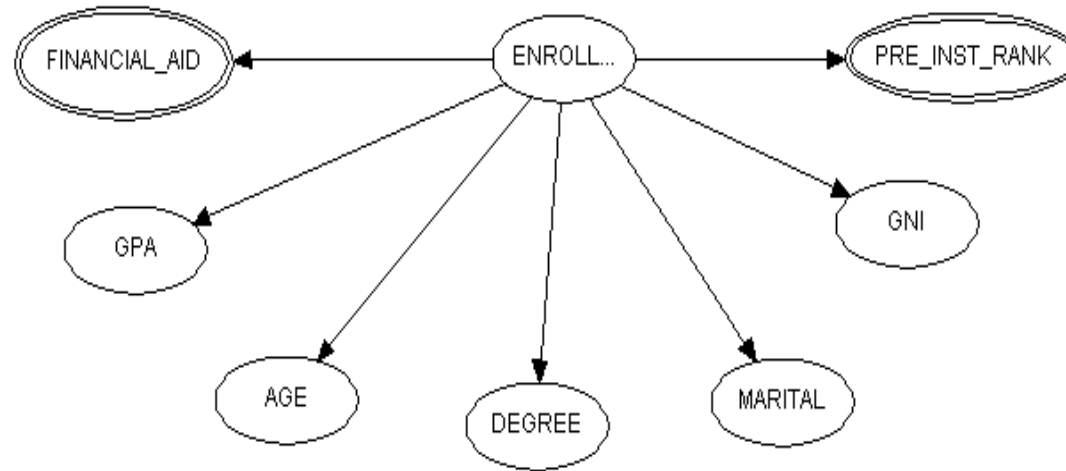 FINANCIAL_AID
ENROLL...
PRE_INST_RANK
GPA
GNI
AGE
DEGREE
MARITAL